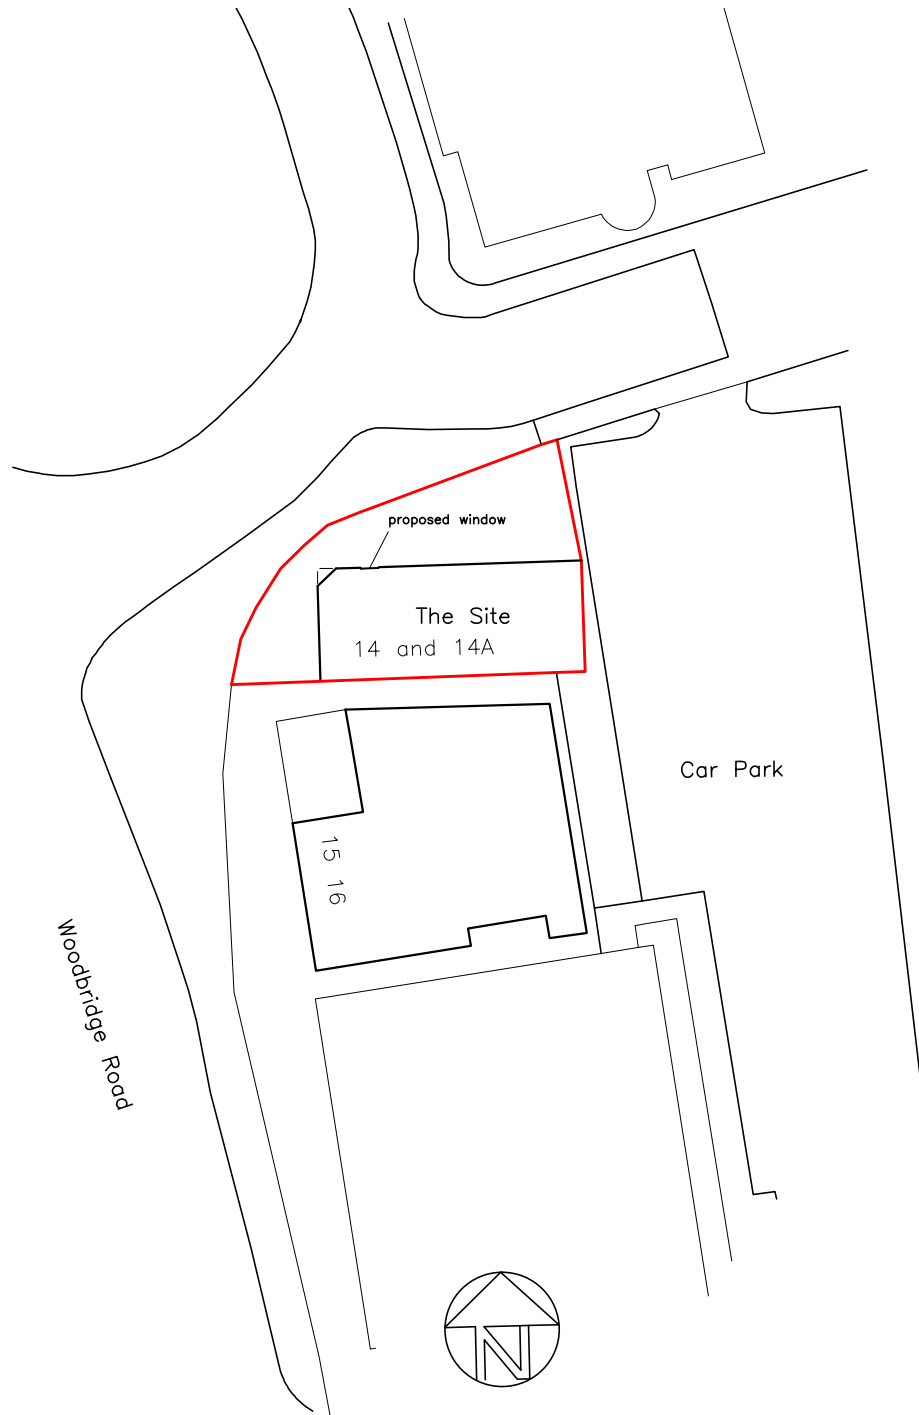 proposed window
The Site
14 and 14A
Car Park
15 16
Woodbridge Road
N